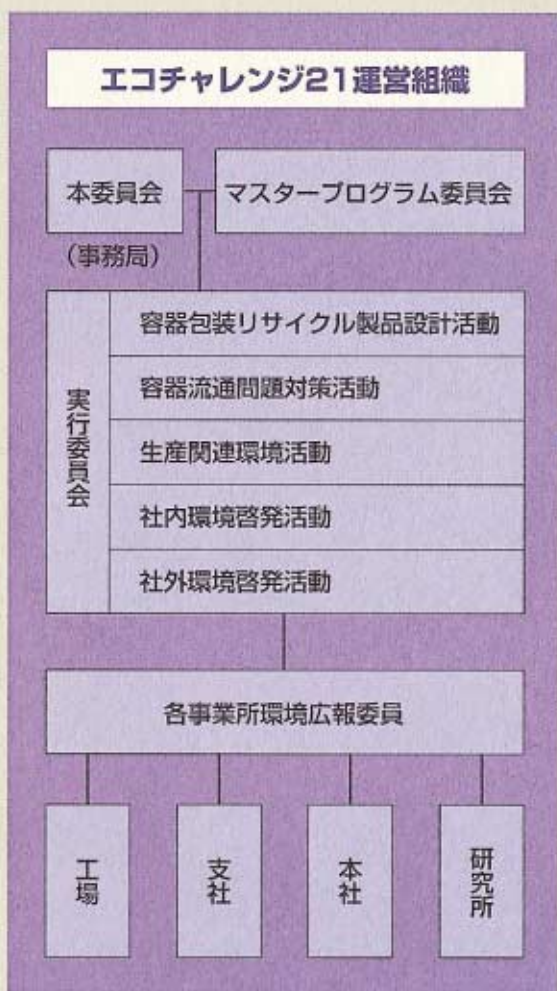 エコチャレンジ21運営組織
本委員会
マスタープログラム委員会
（事務局）
実行委員会
容器包装リサイクル製品設計活動
容器流通問題対策活動
生産関連環境活動
社内環境啓発活動
社外環境啓発活動
各事業所環境広報委員
工場
支社
本社
研究所